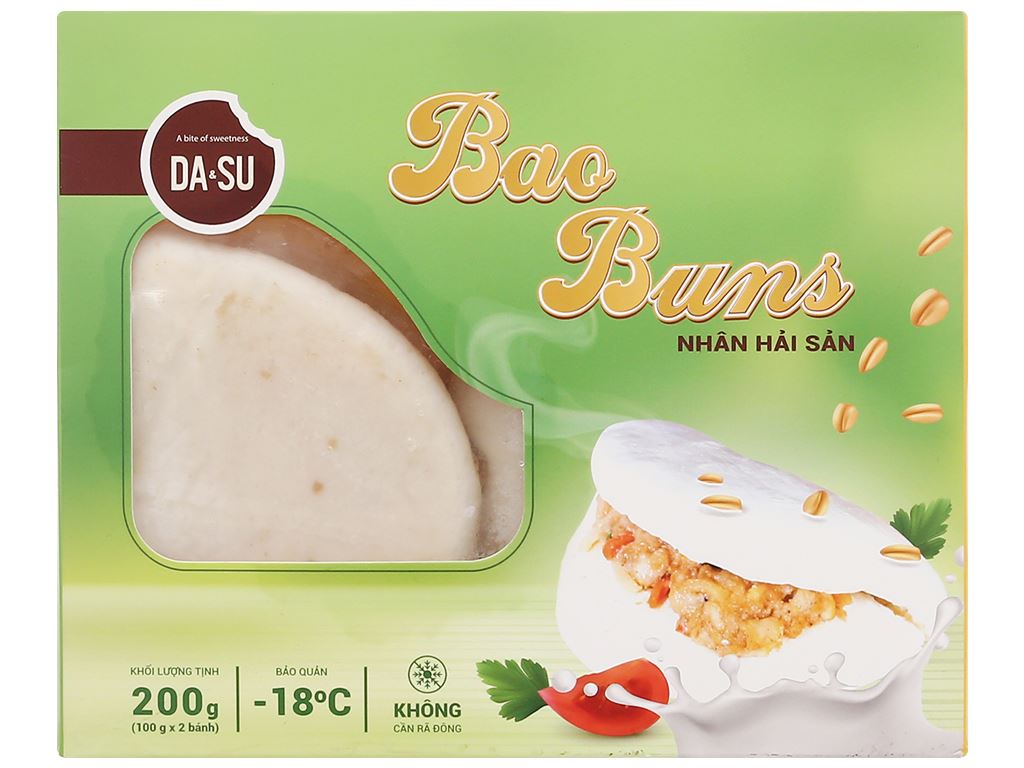 A bite of sweetness
DA&SU
Bao
Buns
NHÂN HẢI SẢN
KHỐI LƯỢNG TỊNH
200g
(100 g x 2 bánh)
BẢO QUẢN
-18ºC
KHÔNG
CẦN RÃ ĐÔNG